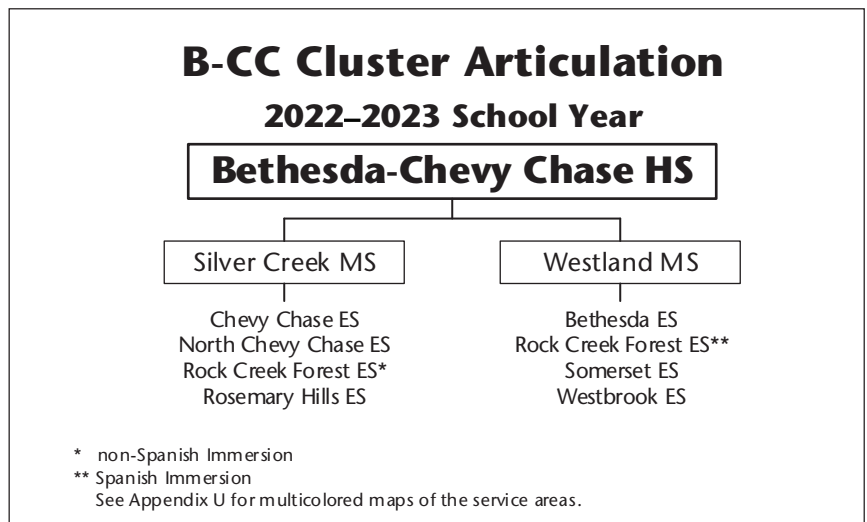 B-CC Cluster Articulation
2022–2023 School Year
Bethesda-Chevy Chase HS
Silver Creek MS
Chevy Chase ES
North Chevy Chase ES
Rock Creek Forest ES*
Rosemary Hills ES
Westland MS
Bethesda ES
Rock Creek Forest ES**
Somerset ES
Westbrook ES
* non-Spanish Immersion
** Spanish Immersion
See Appendix U for multicolored maps of the service areas.